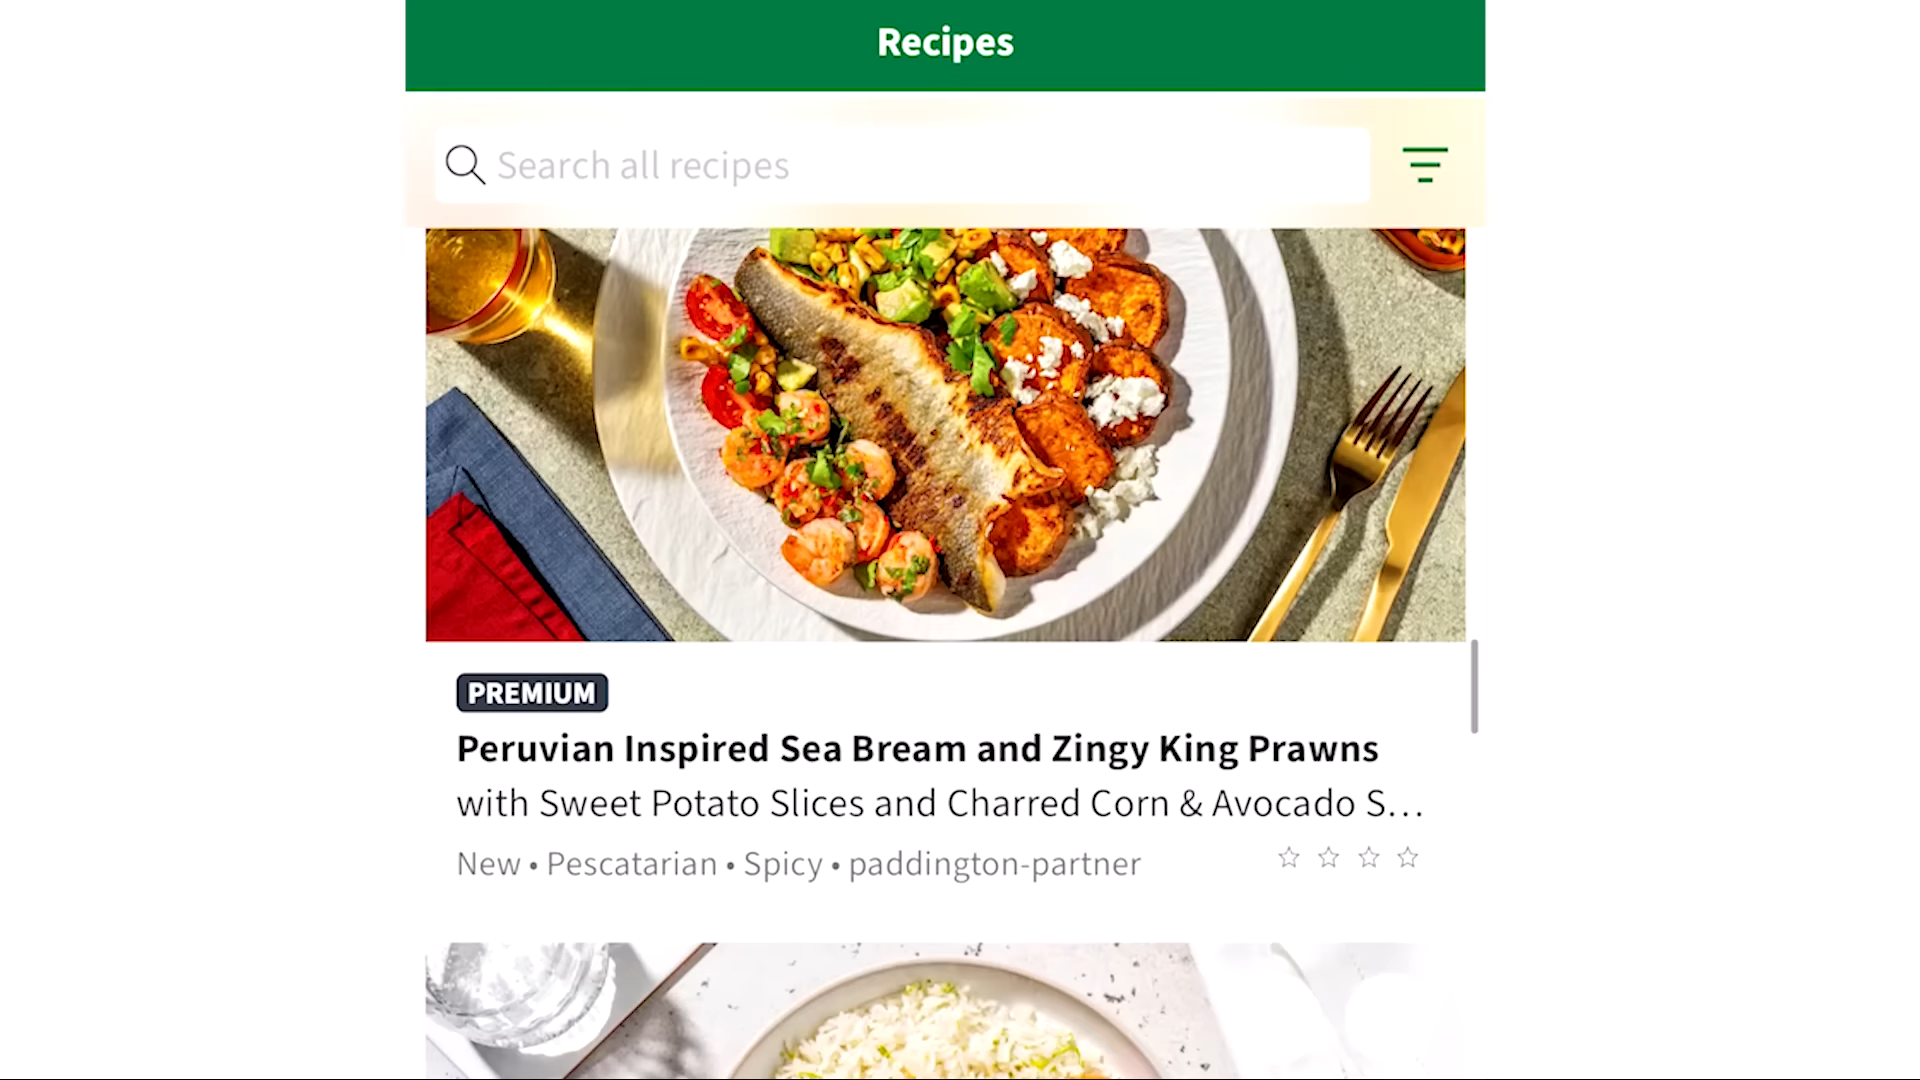 Recipes
Search all recipes
PREMIUM
Peruvian Inspired Sea Bream and Zingy King Prawns
with Sweet Potato Slices and Charred Corn & Avocado S...
New • Pescatarian • Spicy • paddington-partner